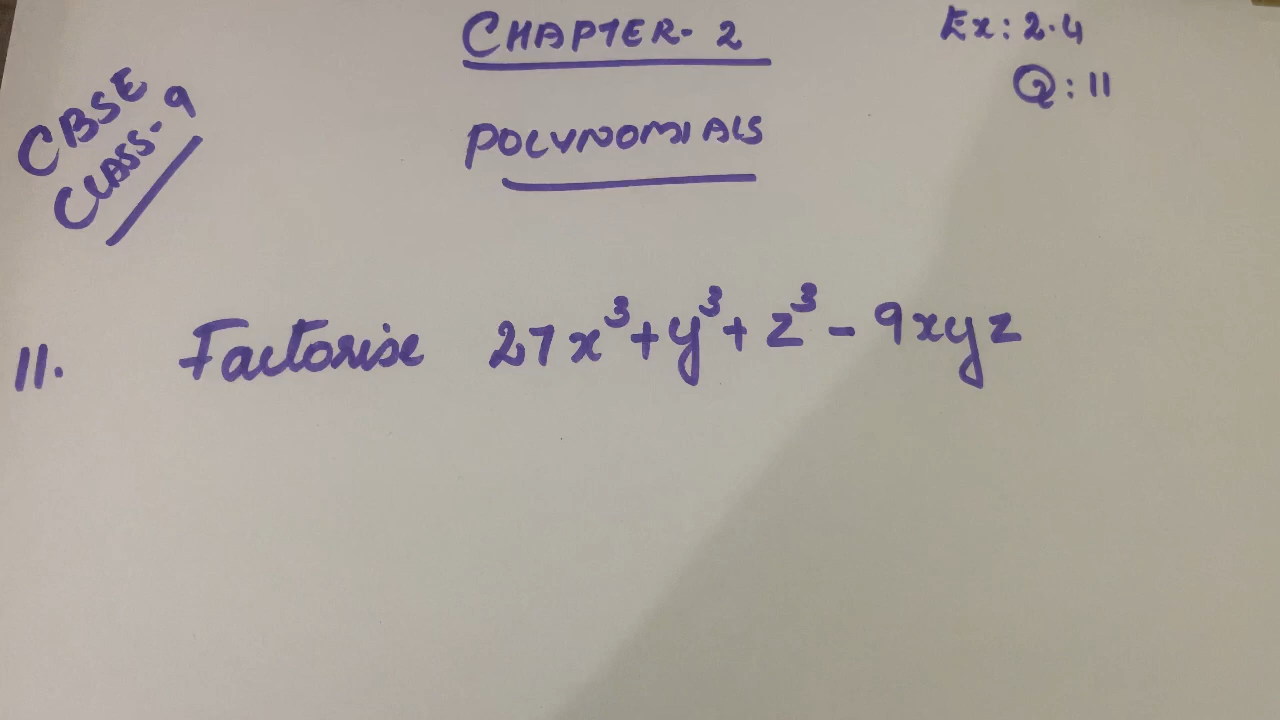 CHAPTER- 2
Ex: 2.4
Q: 11
CBSE
CLASS- 9
POLYNOMIALS
11. Factorise 27x³+y³+z³-9xyz